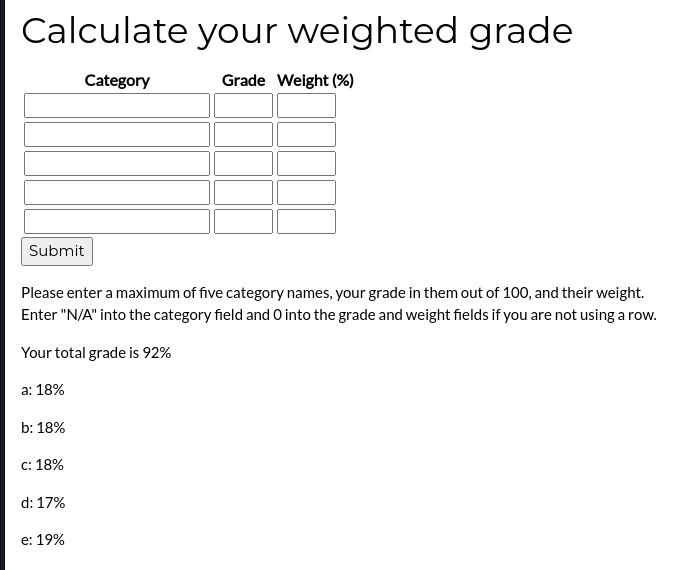 Calculate your weighted grade
Category Grade Weight (%)
Submit
Please enter a maximum of five category names, your grade in them out of 100, and their weight.
Enter "N/A" into the category field and 0 into the grade and weight fields if you are not using a row.
Your total grade is 92%
a: 18%
b: 18%
c: 18%
d: 17%
e: 19%